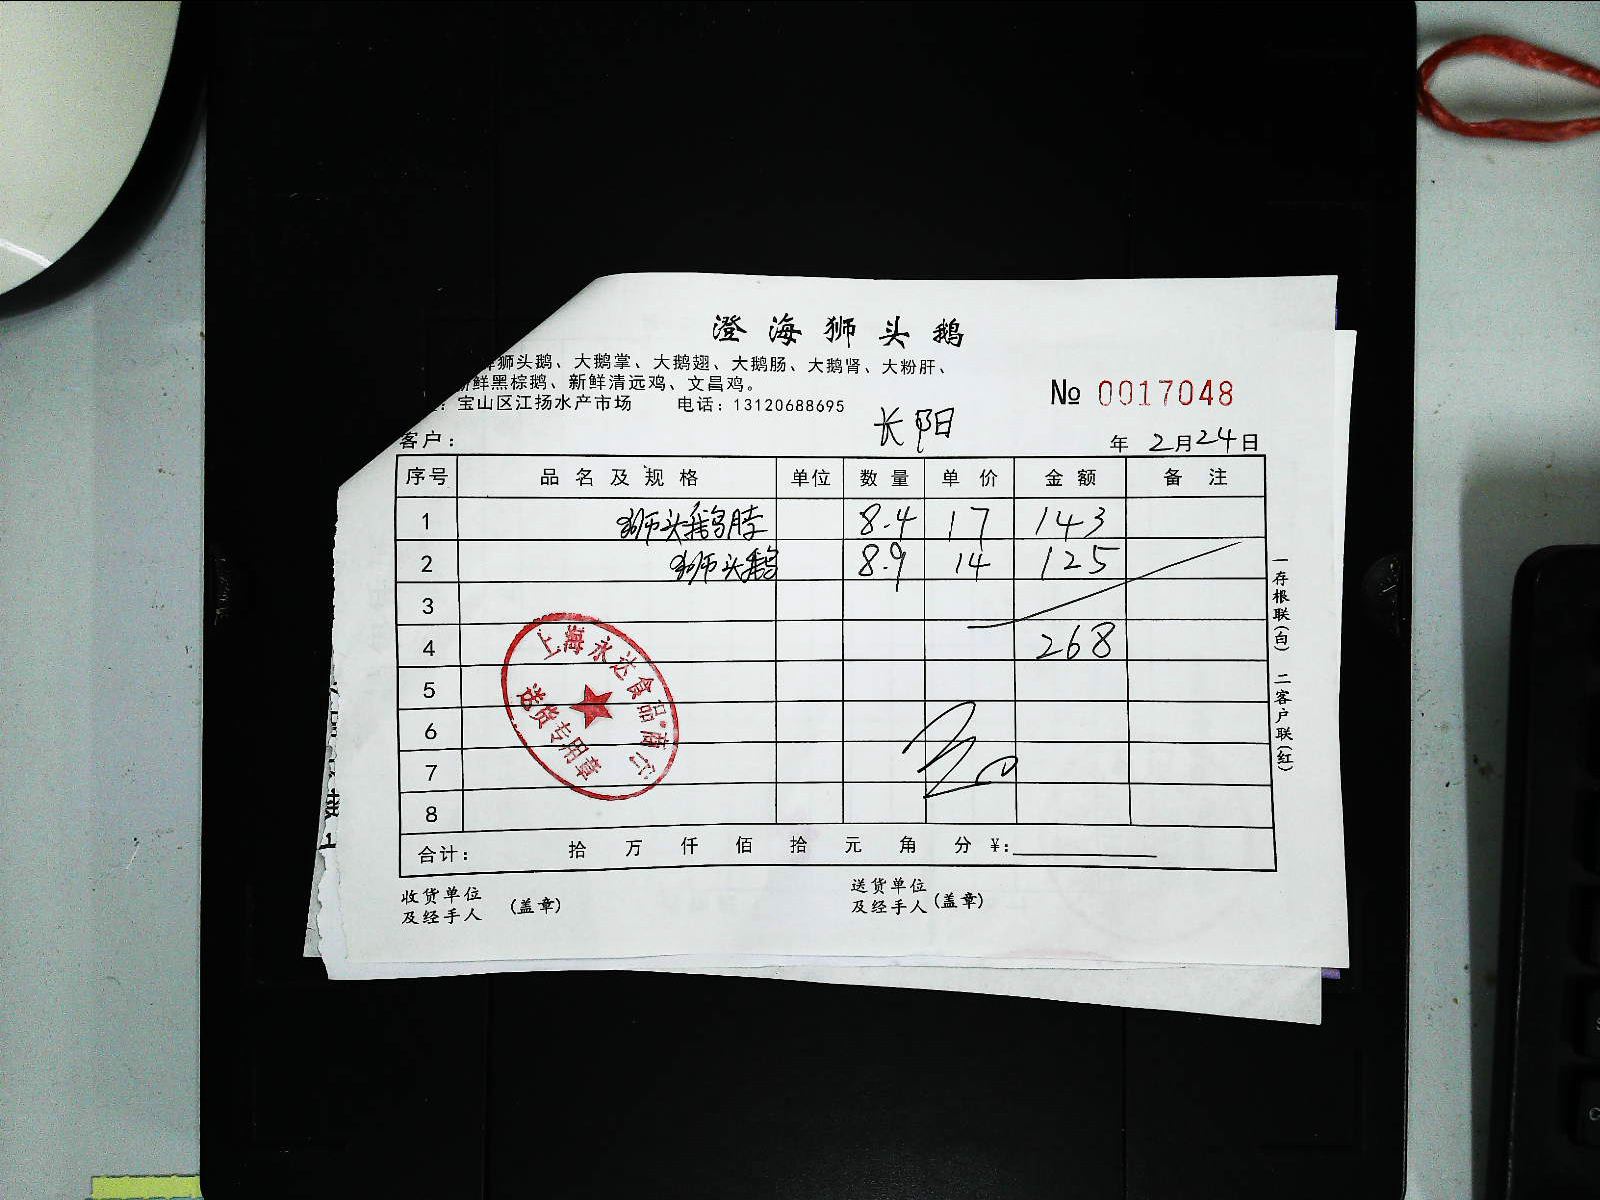 澄海狮头鹅
狮头鹅、大鹅掌、大鹅翅、大鹅肠、大鹅肾、大粉肝、
鲜黑棕鹅、新鲜清远鸡、文昌鸡。
:宝山区江扬水产市场 电话:13120688695
№ 0017048
客户: 长阳 年 2月24日
序号 品名及规格 单位 数量 单价 金额 备注
1 狮头鹅 8.4 17 143
2 狮头鹅 8.9 14 125
3
4 268
5
6
7
8
合计: 拾 万 仟 佰 拾 元 角 分 ¥:
收货单位
及经手人 (盖章)
送货单位
及经手人 (盖章)
一存根联(白) 二客户联(红)
上海永达食品商行
送货专用章